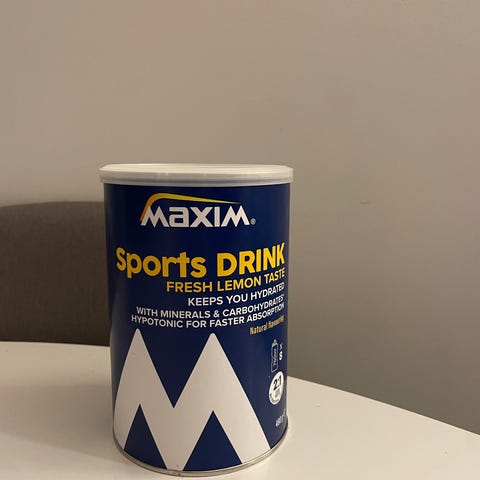 MAXIM®
Sports DRINK
FRESH LEMON TASTE
KEEPS YOU HYDRATED
WITH MINERALS & CARBOHYDRATES
HYPOTONIC FOR FASTER ABSORPTION
Natural flavouring